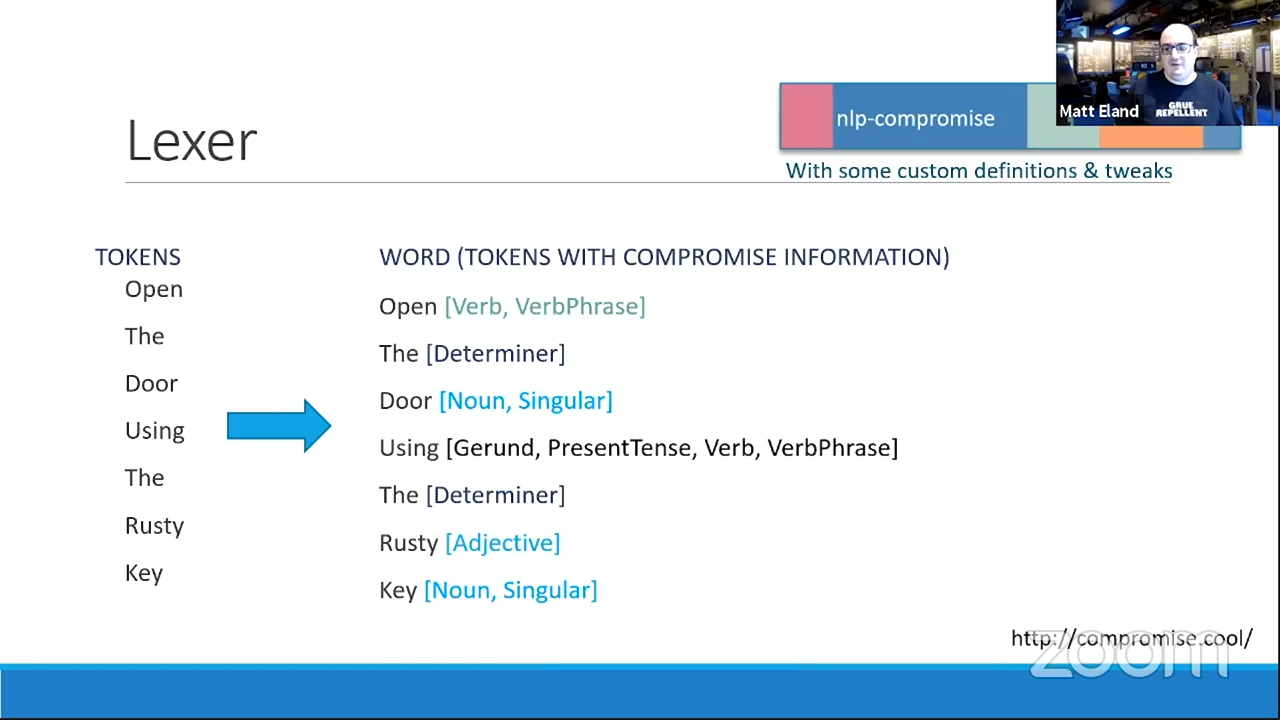 Lexer
nlp-compromise
Matt Eland
GRUE
REPELLENT
With some custom definitions & tweaks
TOKENS
Open
The
Door
Using
The
Rusty
Key
WORD (TOKENS WITH COMPROMISE INFORMATION)
Open [Verb, VerbPhrase]
The [Determiner]
Door [Noun, Singular]
Using [Gerund, PresentTense, Verb, VerbPhrase]
The [Determiner]
Rusty [Adjective]
Key [Noun, Singular]
http://compromise.cool/
zoom